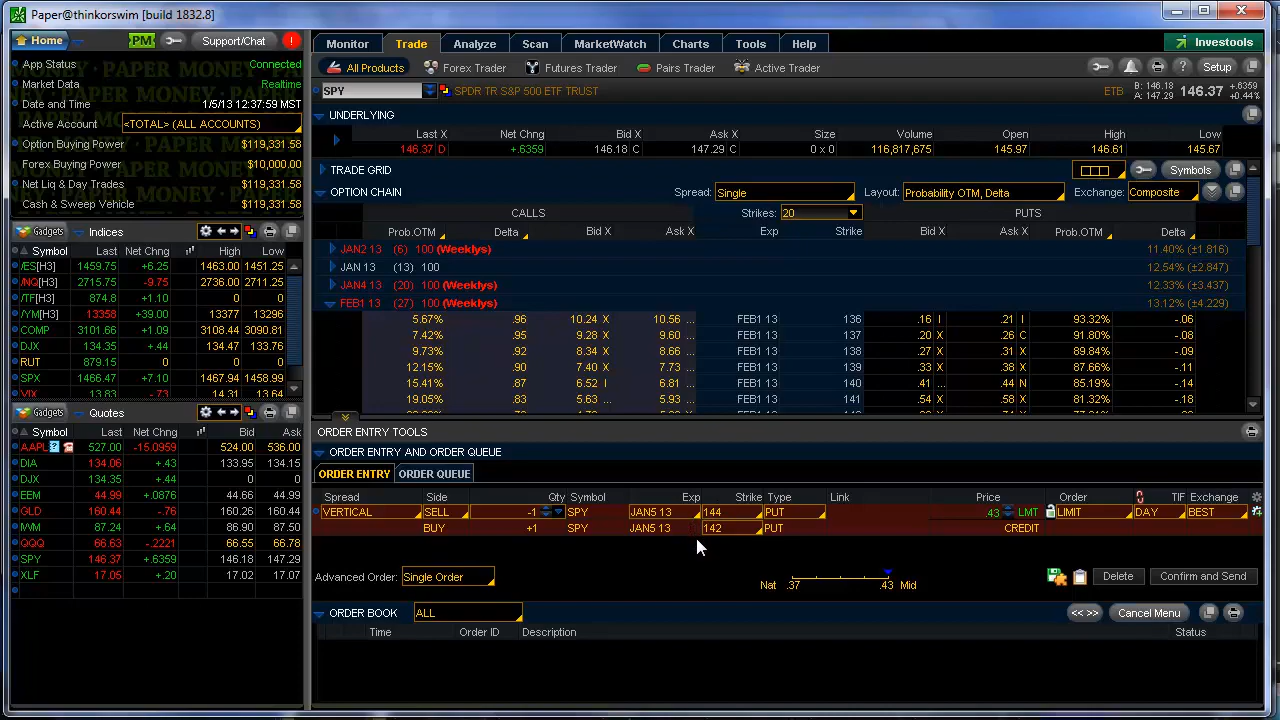 Paper@thinkorswim [build 1832.8]
Home PM Support/Chat !
App Status Connected
Market Data Realtime
Date and Time 1/5/13 12:37:59 MST
Active Account <TOTAL> (ALL ACCOUNTS)
Option Buying Power $119,331.58
Forex Buying Power $10,000.00
Net Liq & Day Trades $119,331.58
Cash & Sweep Vehicle $119,331.58
Gadgets Indices
Symbol Last Net Chng High Low
/ES[H3] 1459.75 +6.25 1463.00 1451.25
/NQ[H3] 2715.75 -9.75 2736.00 2711.25
/TF[H3] 874.8 +1.10 0 0
/YM[H3] 13358 +39.00 13377 13296
COMP 3101.66 +1.09 3108.44 3090.81
DJX 134.35 +.44 134.47 133.76
RUT 879.15 0 0
SPX 1466.47 +7.10 1467.94 1458.99
VIX 13.83 -.73
Gadgets Quotes
Symbol Last Net Chng Bid Ask
AAPL 527.00 -15.0959 524.00 536.00
DIA 134.06 +.43 133.95 134.15
DJX 134.35 +.44 0 0
EEM 44.99 +.0876 44.66 44.99
GLD 160.44 -.76 160.26 160.44
IWM 87.24 +.64 86.90 87.50
QQQ 66.63 -.2221 66.65 66.93
SPY 146.37 +.6359 146.18 147.29
XLF 17.05 +.20 17.02 17.07
Monitor Trade Analyze Scan MarketWatch Charts Tools Help Investools
All Products Forex Trader Futures Trader Pairs Trader Active Trader Setup
SPY SPDR TR S&P 500 ETF TRUST ETB B: 146.18 A: 147.29 146.37 +.6359 +0.44%
UNDERLYING
Last X Net Chng Bid X Ask X Size Volume Open High Low
146.37 D +.6359 146.18 C 147.29 C 0 x 0 116,817,675 145.97 146.61 145.67
TRADE GRID Symbols
OPTION CHAIN Spread: Single Layout: Probability OTM, Delta Exchange: Composite
CALLS Strikes: 20 PUTS
Prob.OTM Delta Bid X Ask X Exp Strike Bid X Ask X Prob.OTM Delta
JAN2 13 (6) 100 (Weeklys) 11.40% (±1.816)
JAN 13 (13) 100 12.54% (±2.847)
JAN4 13 (20) 100 (Weeklys) 12.33% (±3.437)
FEB1 13 (27) 100 (Weeklys) 13.12% (±4.229)
5.67% .96 10.24 X 10.56 ... FEB1 13 136 .16 I .21 I 93.32% -.06
7.42% .95 9.28 X 9.60 ... FEB1 13 137 .20 X .26 C 91.80% -.08
9.73% .92 8.34 X 8.66 ... FEB1 13 138 .27 X .31 X 89.84% -.09
12.15% .90 7.40 X 7.73 ... FEB1 13 139 .33 X .38 X 87.66% -.11
15.41% .87 6.52 I 6.81 ... FEB1 13 140 .41 ... .44 N 85.19% -.14
19.05% .83 5.63 ... 5.93 ... FEB1 13 141 .54 X .58 X 81.32% -.18
ORDER ENTRY TOOLS
ORDER ENTRY AND ORDER QUEUE
ORDER ENTRY ORDER QUEUE
Spread Side Qty Symbol Exp Strike Type Link Price Order TIF Exchange
VERTICAL SELL -1 SPY JAN5 13 144 PUT .43 LMT LIMIT DAY BEST
BUY +1 SPY JAN5 13 142 PUT CREDIT
Advanced Order: Single Order Nat .37 .43 Mid Delete Confirm and Send
ORDER BOOK ALL << >> Cancel Menu
Time Order ID Description Status